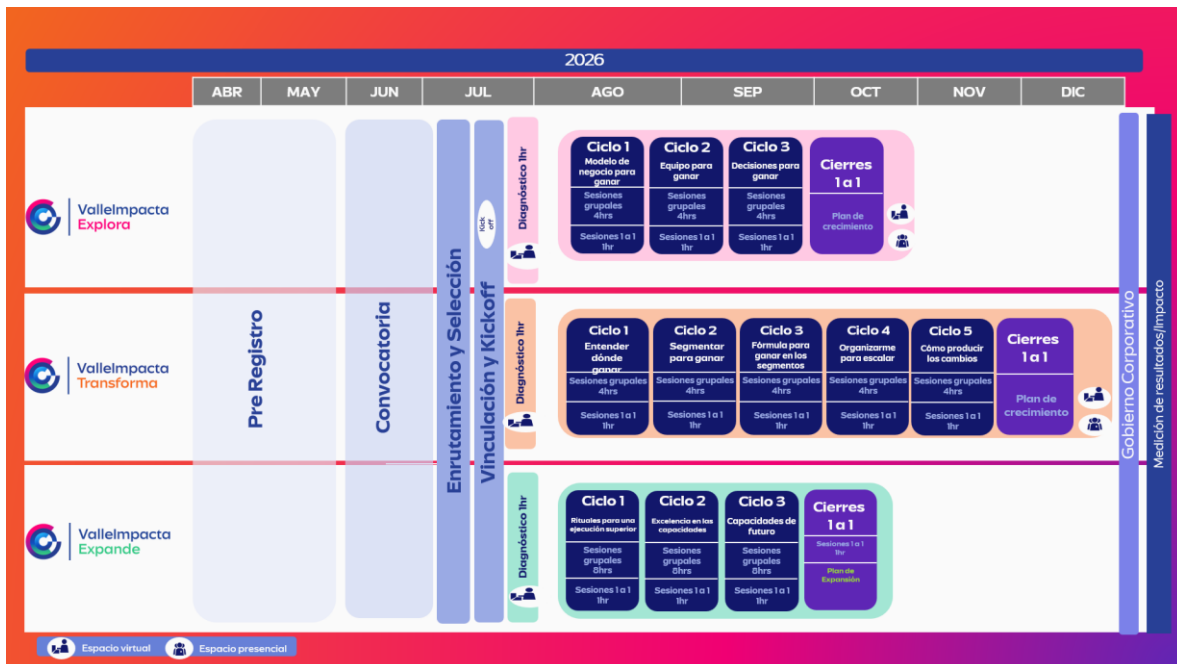 2026
ABR MAY JUN JUL AGO SEP OCT NOV DIC
Pre Registro
Convocatoria
Enrutamiento y Selección
Vinculación y Kickoff
Kick
off
ValleImpacta
Explora
Diagnóstico 1hr
Ciclo 1
Modelo de
negocio para
ganar
Sesiones
grupales
4hrs
Sesiones 1 a 1
1hr
Ciclo 2
Equipo para
ganar
Sesiones
grupales
4hrs
Sesiones 1 a 1
1hr
Ciclo 3
Decisiones para
ganar
Sesiones
grupales
4hrs
Sesiones 1 a 1
1hr
Cierres
1 a 1
Plan de
crecimiento
ValleImpacta
Transforma
Diagnóstico 1hr
Ciclo 1
Entender
dónde
ganar
Sesiones grupales
4hrs
Sesiones 1 a 1
1hr
Ciclo 2
Segmentar
para ganar
Sesiones grupales
4hrs
Sesiones 1 a 1
1hr
Ciclo 3
Fórmula para
ganar en los
segmentos
Sesiones grupales
4hrs
Sesiones 1 a 1
1hr
Ciclo 4
Organizarme
para escalar
Sesiones grupales
4hrs
Sesiones 1 a 1
1hr
Ciclo 5
Cómo producir
los cambios
Sesiones grupales
4hrs
Sesiones 1 a 1
1hr
Cierres
1 a 1
Plan de
crecimiento
ValleImpacta
Expande
Diagnóstico 1hr
Ciclo 1
Rituales para una
ejecución superior
Sesiones
grupales
8hrs
Sesiones 1 a 1
1hr
Ciclo 2
Excelencia en las
capacidades
Sesiones
grupales
8hrs
Sesiones 1 a 1
1hr
Ciclo 3
Capacidades de
futuro
Sesiones
grupales
8hrs
Sesiones 1 a 1
1hr
Cierres
1 a 1
Sesiones 1 a 1
1hr
Plan de
Expansión
Gobierno Corporativo
Medición de resultados/Impacto
Espacio virtual
Espacio presencial